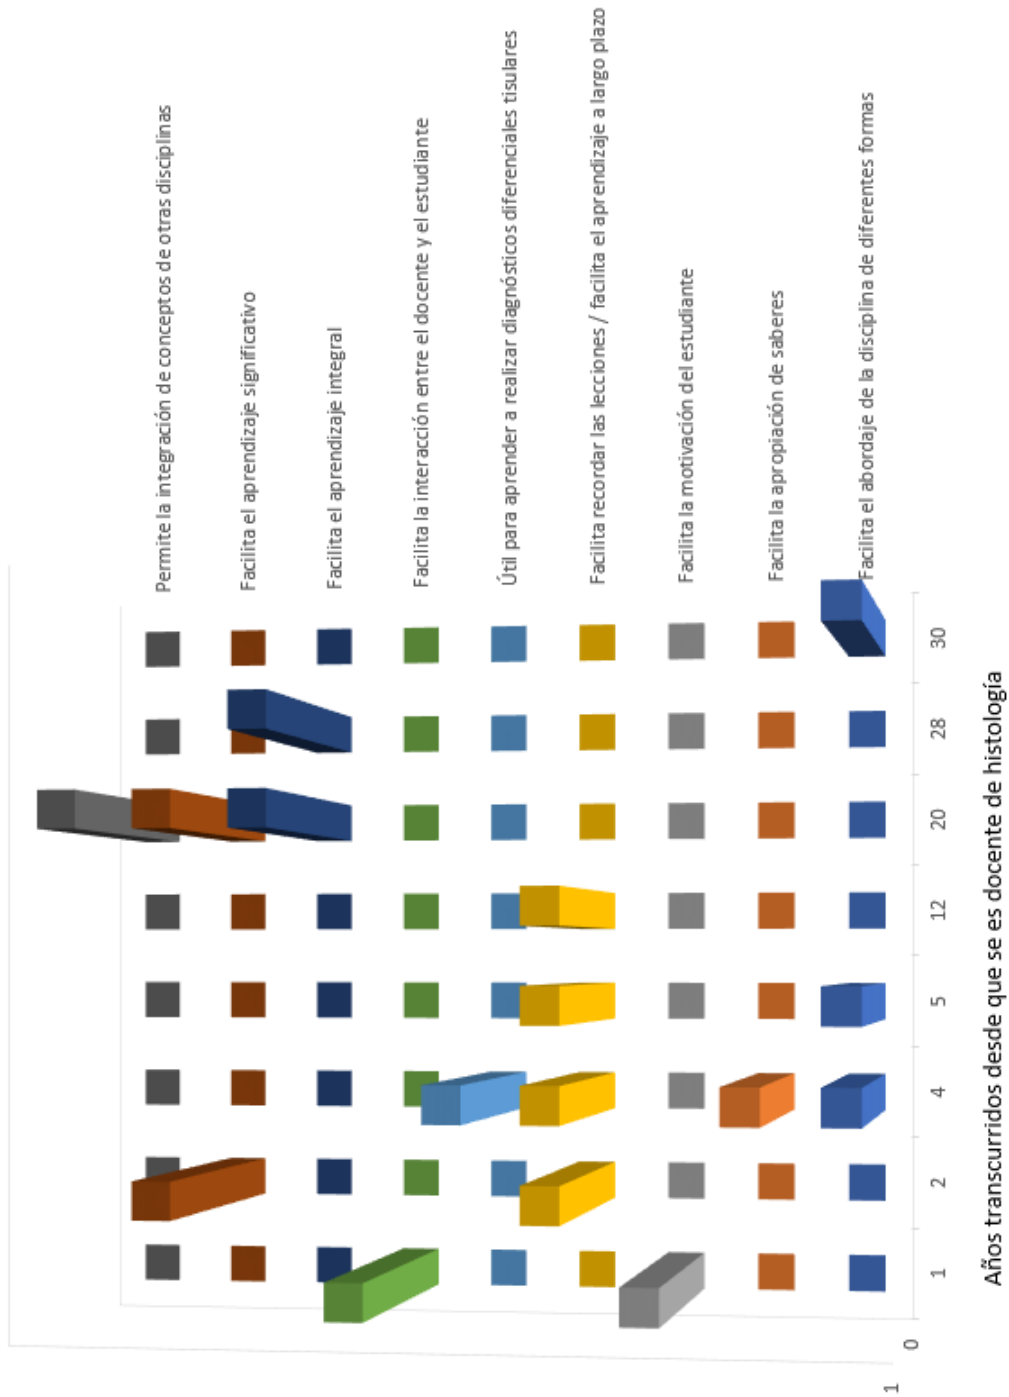 Permite la integración de conceptos de otras disciplinas
Facilita el aprendizaje significativo
Facilita el aprendizaje integral
Facilita la interacción entre el docente y el estudiante
Útil para aprender a realizar diagnósticos diferenciales tisulares
Facilita recordar las lecciones / facilita el aprendizaje a largo plazo
Facilita la motivación del estudiante
Facilita la apropiación de saberes
Facilita el abordaje de la disciplina de diferentes formas
1
2
4
5
12
20
28
30
0
1
Años transcurridos desde que se es docente de histología